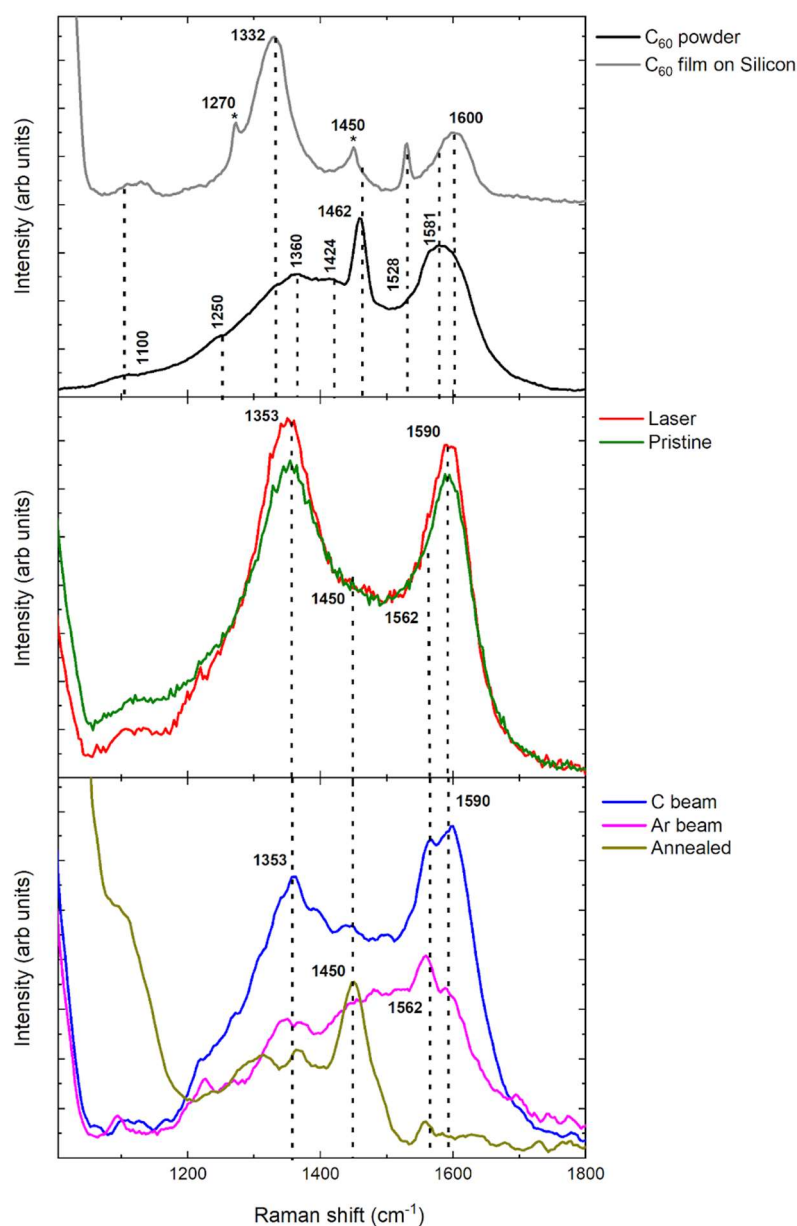 C60 powder
C60 film on Silicon
1332
1270
*
1450
*
1600
1462
1360
1424
1581
1528
1250
1100
Intensity (arb units)
Laser
Pristine
1353
1590
1450
1562
Intensity (arb units)
C beam
Ar beam
Annealed
1590
1353
1450
1562
Intensity (arb units)
1200 1400 1600 1800
Raman shift (cm-1)